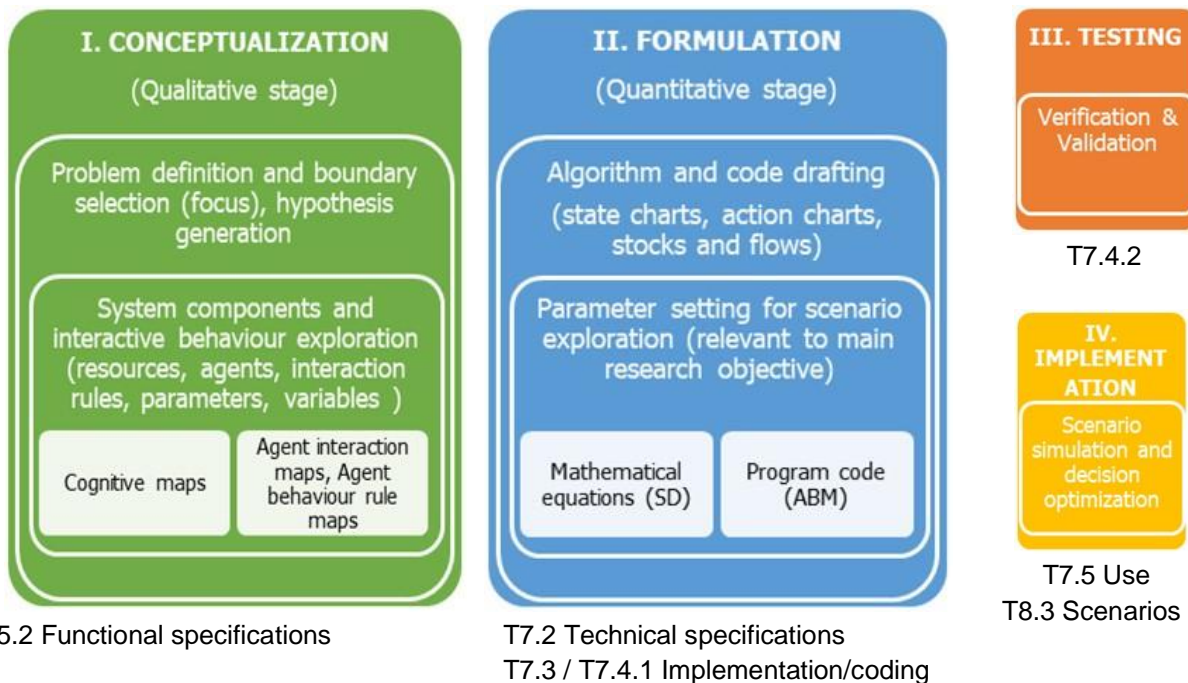 I. CONCEPTUALIZATION
(Qualitative stage)
Problem definition and boundary
selection (focus), hypothesis
generation
System components and
interactive behaviour exploration
(resources, agents, interaction
rules, parameters, variables )
Cognitive maps
Agent interaction
maps, Agent
behaviour rule
maps
5.2 Functional specifications
II. FORMULATION
(Quantitative stage)
Algorithm and code drafting
(state charts, action charts,
stocks and flows)
Parameter setting for scenario
exploration (relevant to main
research objective)
Mathematical
equations (SD)
Program code
(ABM)
T7.2 Technical specifications
T7.3 / T7.4.1 Implementation/coding
III. TESTING
Verification &
Validation
T7.4.2
IV.
IMPLEMENT
ATION
Scenario
simulation and
decision
optimization
T7.5 Use
T8.3 Scenarios